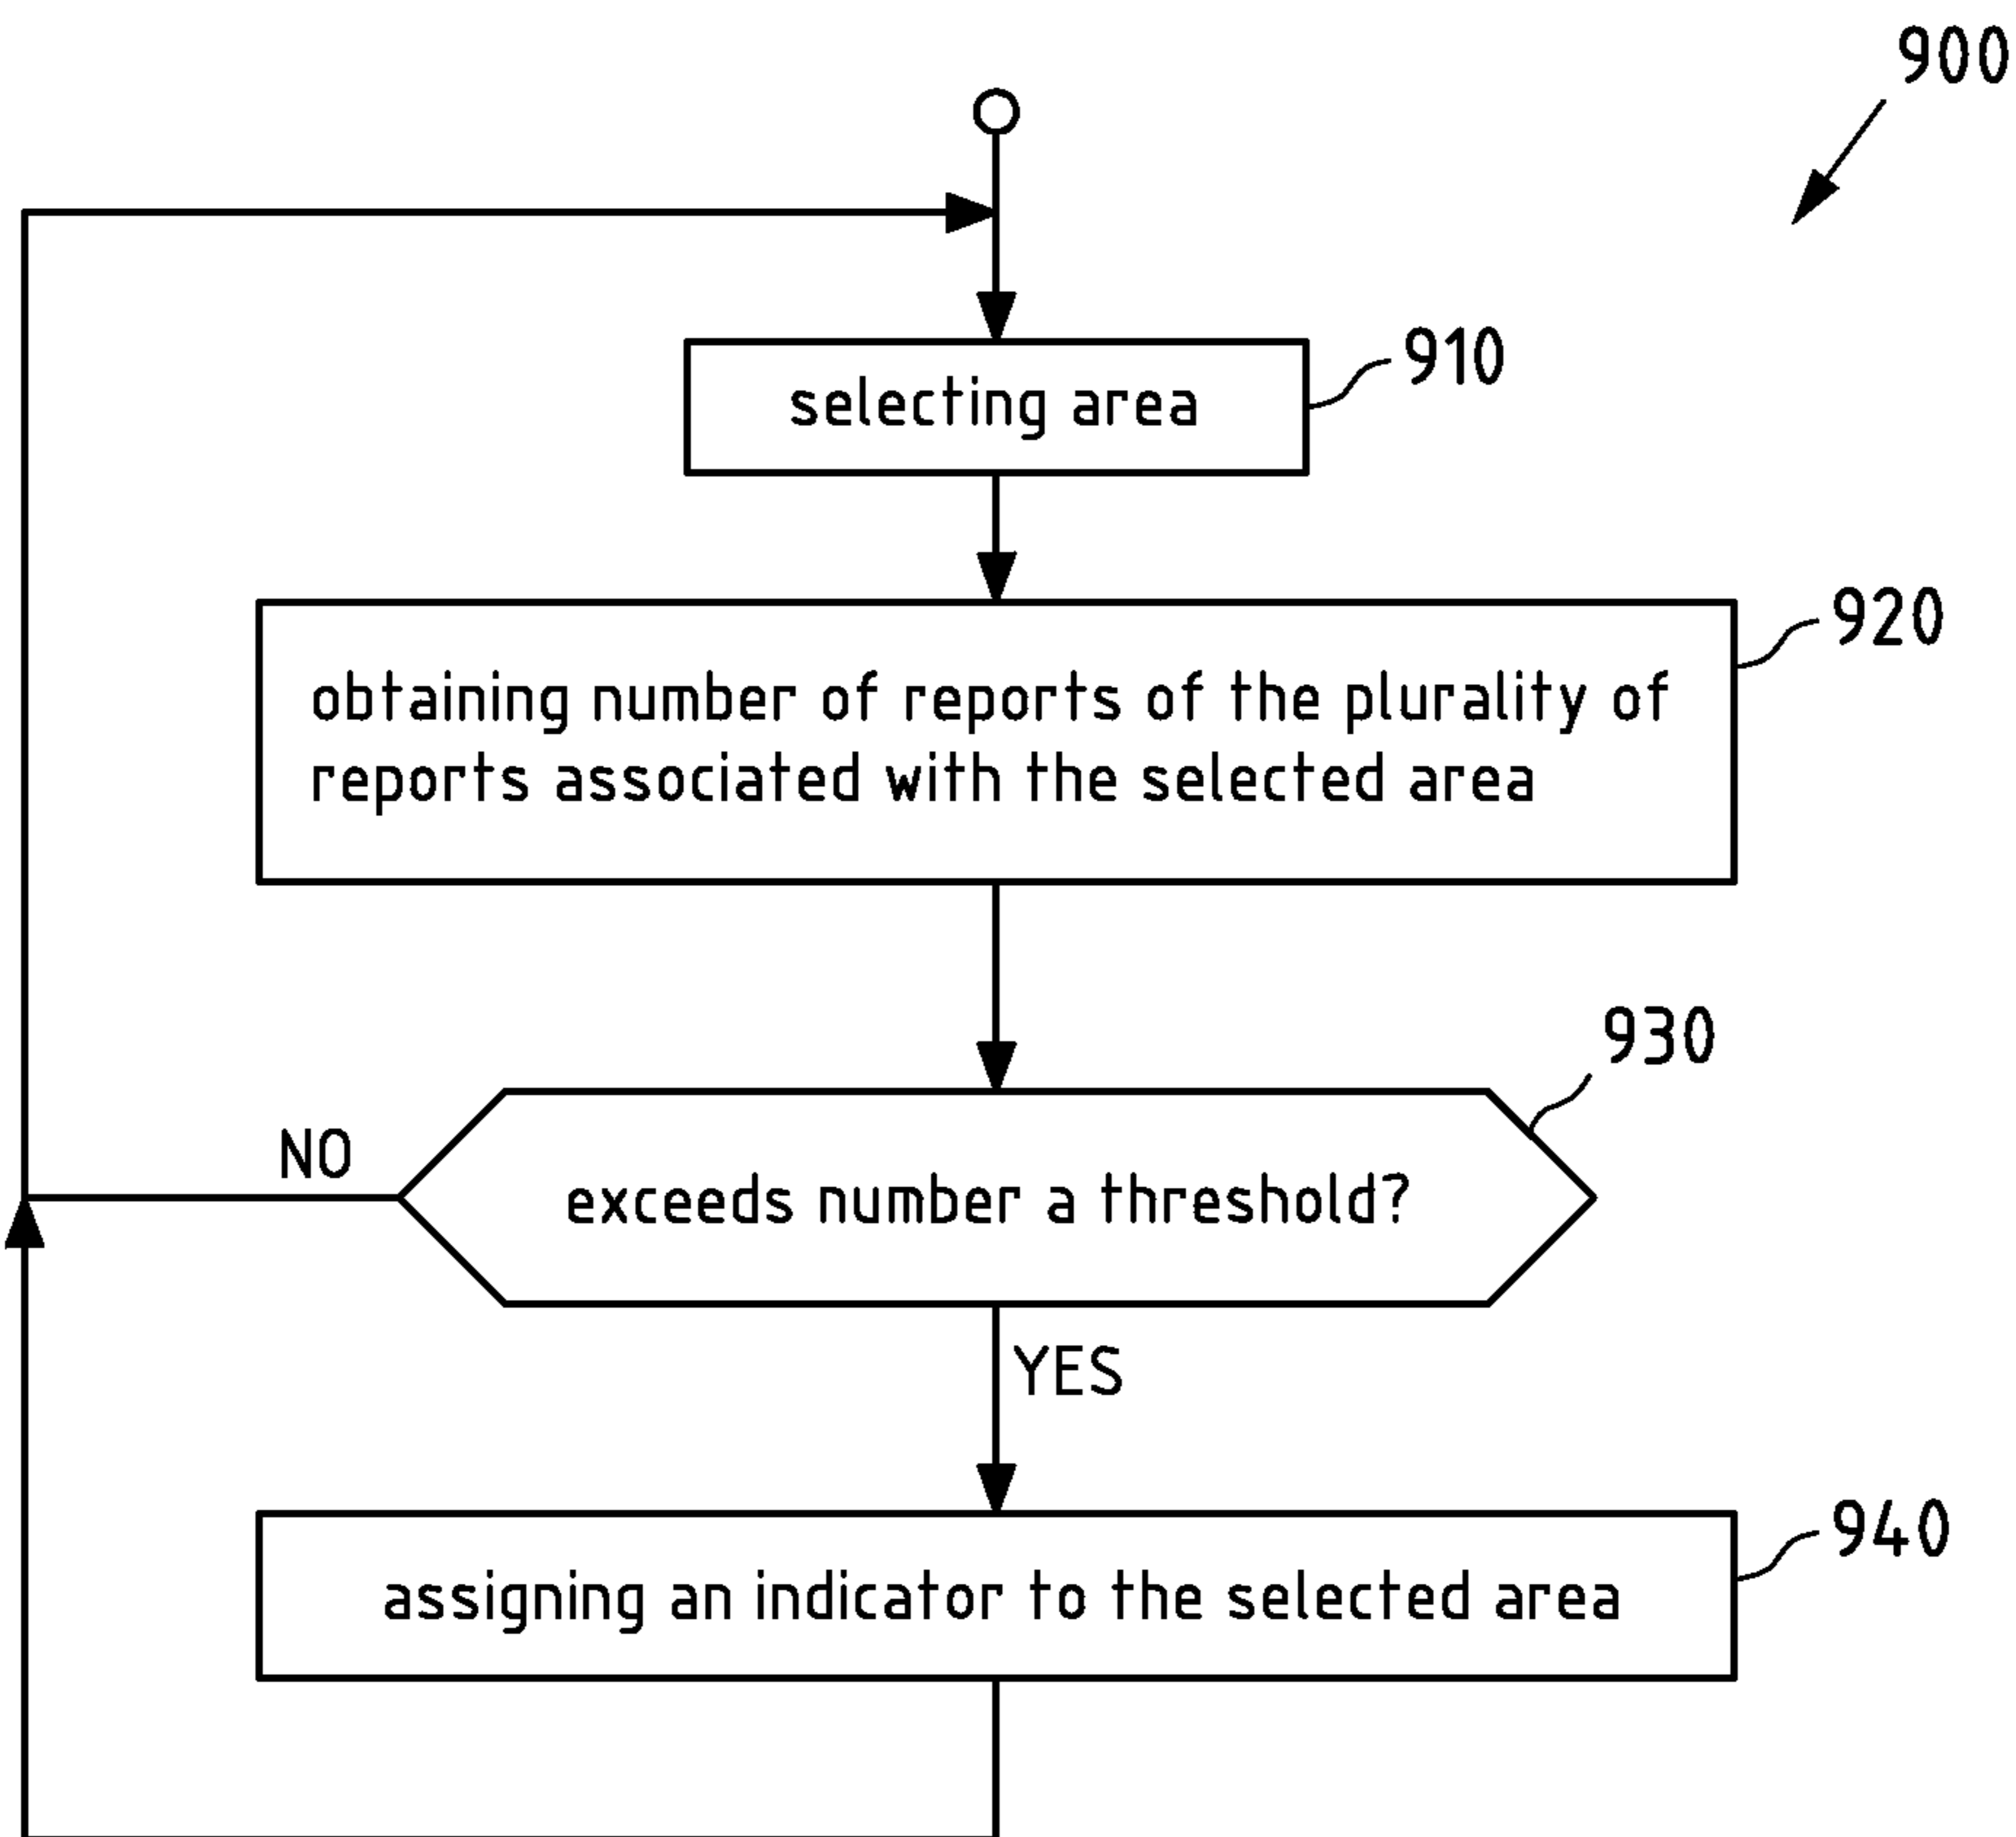 900
selecting area
910
920
obtaining number of reports of the plurality of
reports associated with the selected area
930
NO
exceeds number a threshold?
YES
940
assigning an indicator to the selected area